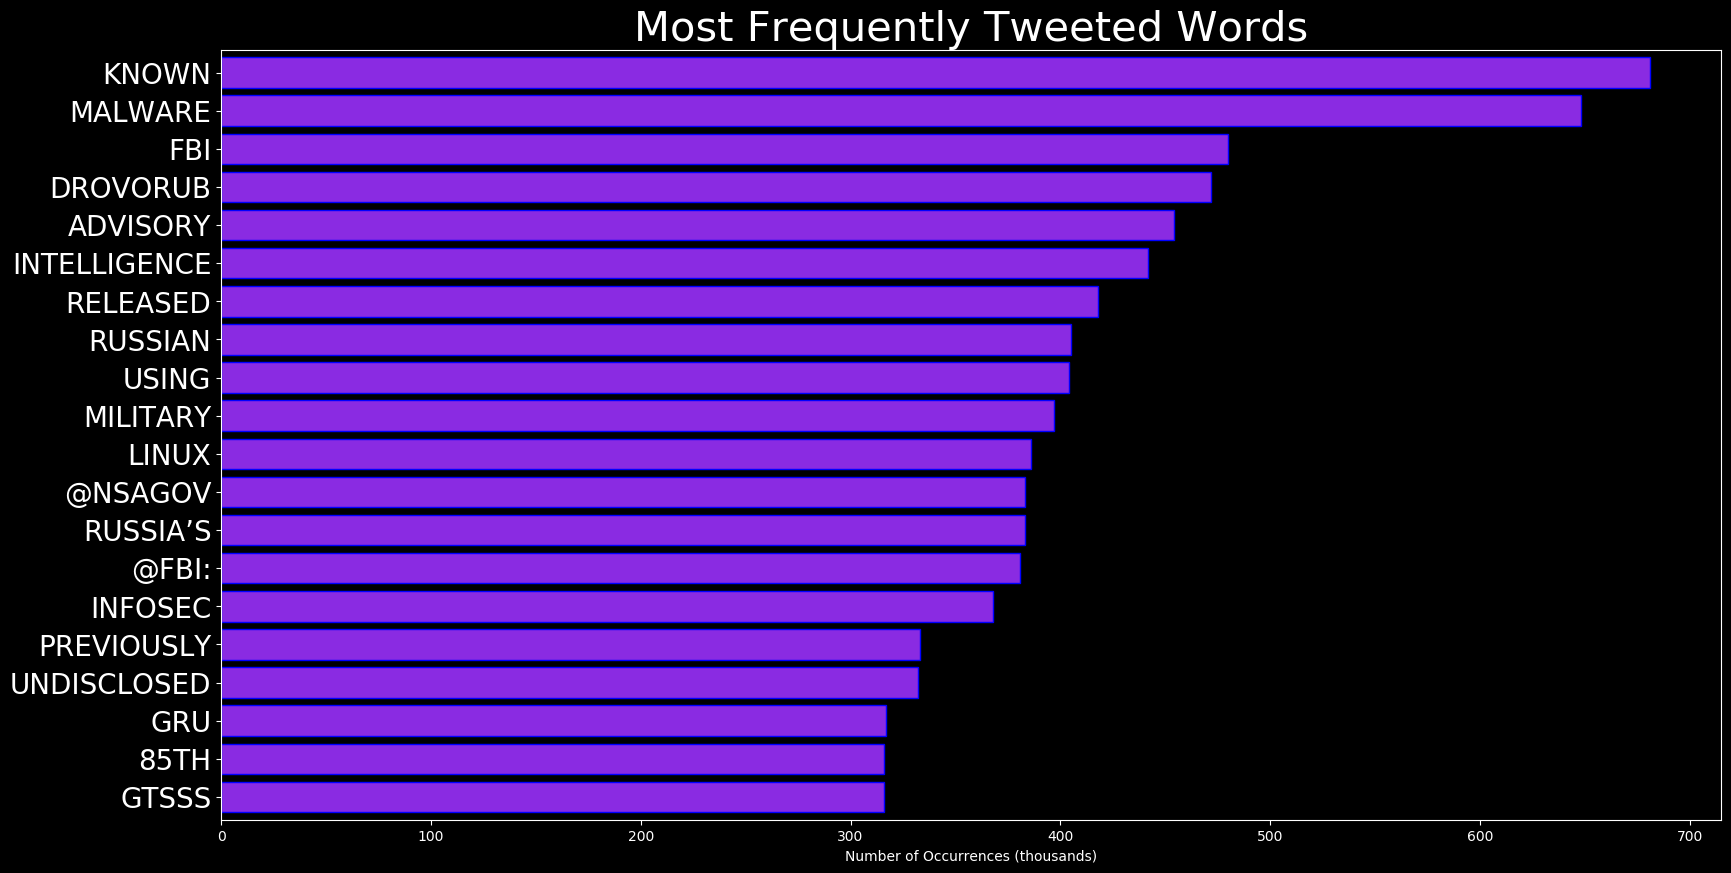 Most Frequently Tweeted Words
KNOWN
MALWARE
FBI
DROVORUB
ADVISORY
INTELLIGENCE
RELEASED
RUSSIAN
USING
MILITARY
LINUX
@NSAGOV
RUSSIA’S
@FBI:
INFOSEC
PREVIOUSLY
UNDISCLOSED
GRU
85TH
GTSSS
0 100 200 300 400 500 600 700
Number of Occurrences (thousands)